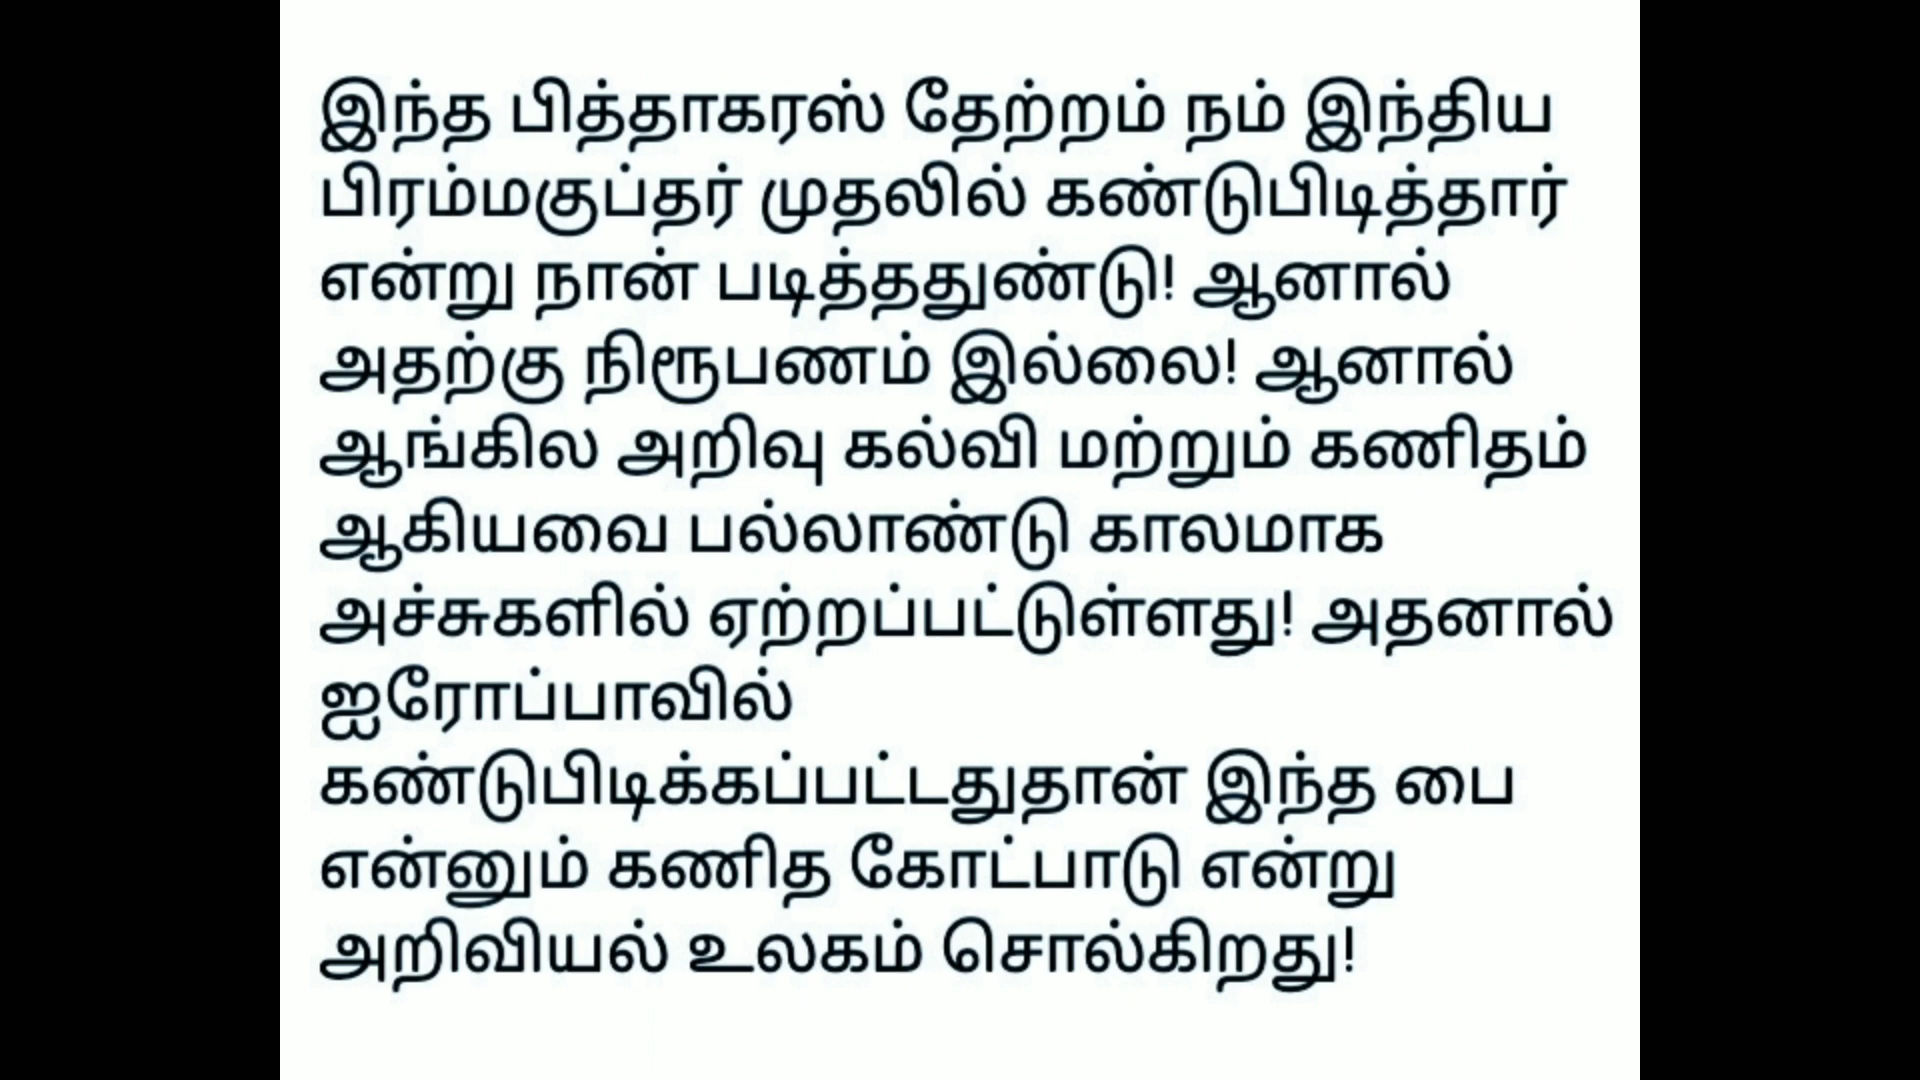 இந்த பித்தாகரஸ் தேற்றம் நம் இந்திய
பிரம்மகுப்தர் முதலில் கண்டுபிடித்தார்
என்று நான் படித்ததுண்டு! ஆனால்
அதற்கு நிரூபணம் இல்லை! ஆனால்
ஆங்கில அறிவு கல்வி மற்றும் கணிதம்
ஆகியவை பல்லாண்டு காலமாக
அச்சுகளில் ஏற்றப்பட்டுள்ளது! அதனால்
ஐரோப்பாவில்
கண்டுபிடிக்கப்பட்டதுதான் இந்த பை
என்னும் கணித கோட்பாடு என்று
அறிவியல் உலகம் சொல்கிறது!